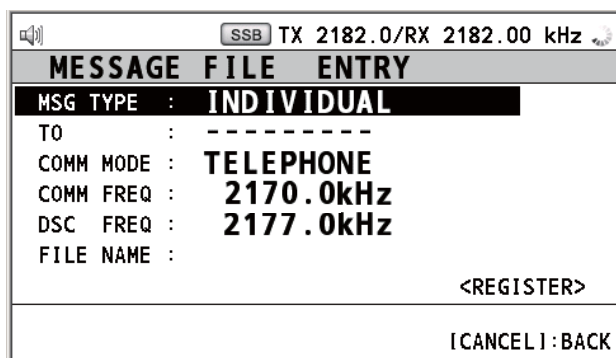 SSB TX 2182.0/RX 2182.00 kHz
MESSAGE FILE ENTRY
MSG TYPE : INDIVIDUAL
TO : ---------
COMM MODE : TELEPHONE
COMM FREQ : 2170.0kHz
DSC FREQ : 2177.0kHz
FILE NAME :
<REGISTER>
[CANCEL]:BACK